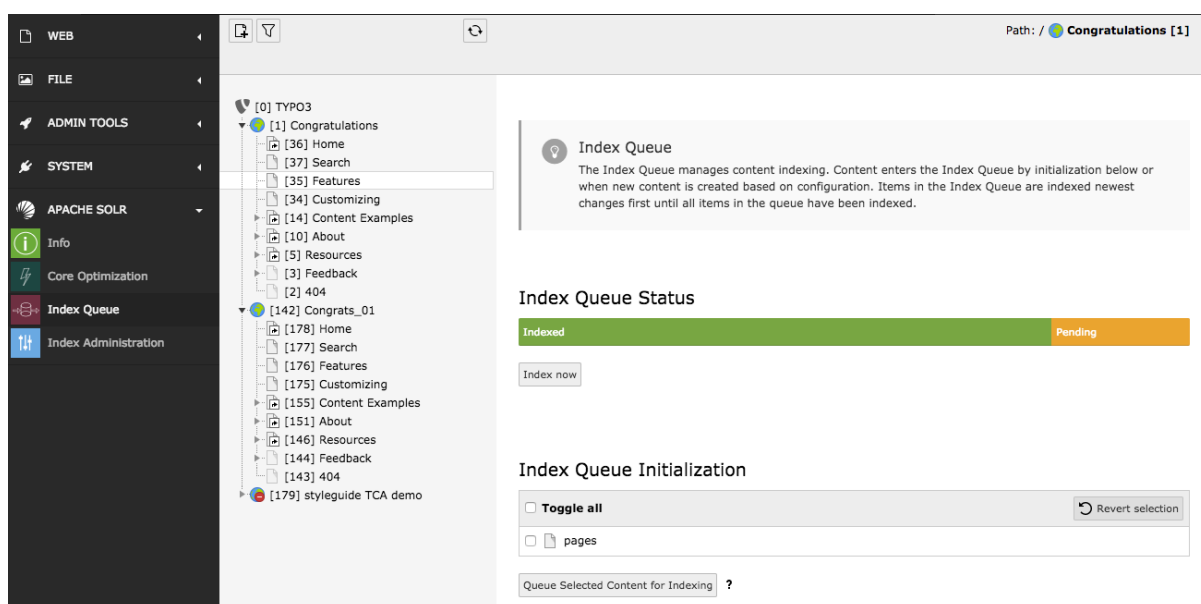 WEB
FILE
ADMIN TOOLS
SYSTEM
APACHE SOLR
Info
Core Optimization
Index Queue
Index Administration
[0] TYPO3
[1] Congratulations
[36] Home
[37] Search
[35] Features
[34] Customizing
[14] Content Examples
[10] About
[5] Resources
[3] Feedback
[2] 404
[142] Congrats_01
[178] Home
[177] Search
[176] Features
[175] Customizing
[155] Content Examples
[151] About
[146] Resources
[144] Feedback
[143] 404
[179] styleguide TCA demo
Path: / Congratulations [1]
Index Queue
The Index Queue manages content indexing. Content enters the Index Queue by initialization below or
when new content is created based on configuration. Items in the Index Queue are indexed newest
changes first until all items in the queue have been indexed.
Index Queue Status
Indexed Pending
Index now
Index Queue Initialization
Toggle all Revert selection
pages
Queue Selected Content for Indexing ?